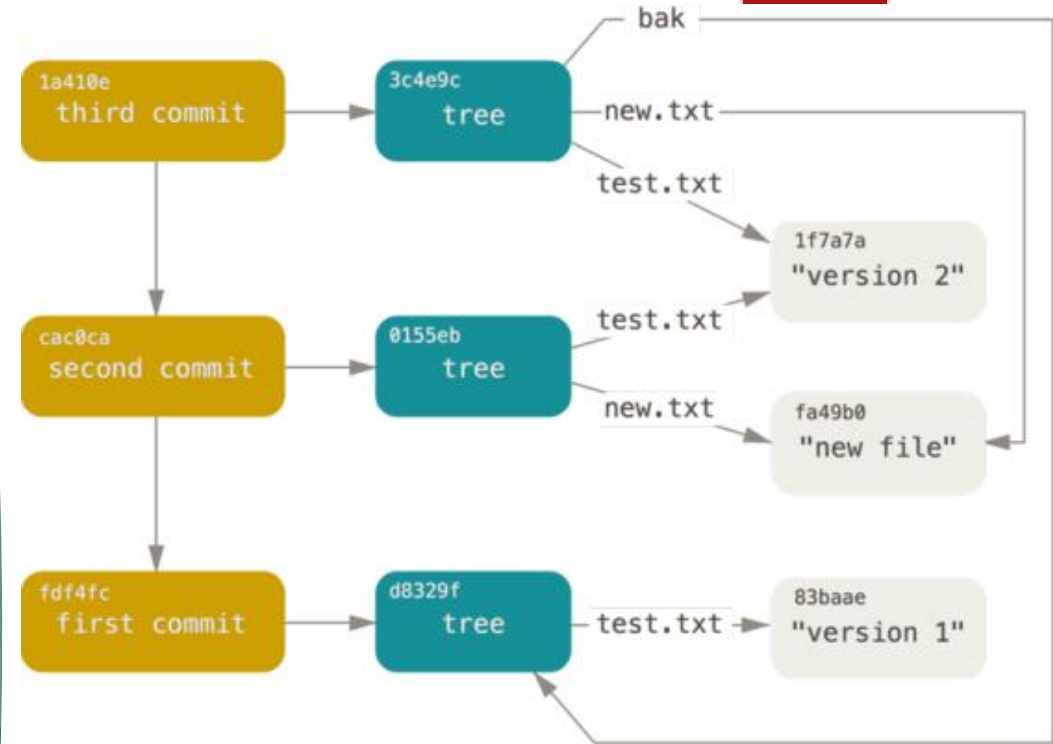 bak
1a410e
third commit
3c4e9c
tree
new.txt
test.txt
1f7a7a
"version 2"
cac0ca
second commit
0155eb
tree
test.txt
new.txt
fa49b0
"new file"
fdf4fc
first commit
d8329f
tree
test.txt
83baae
"version 1"